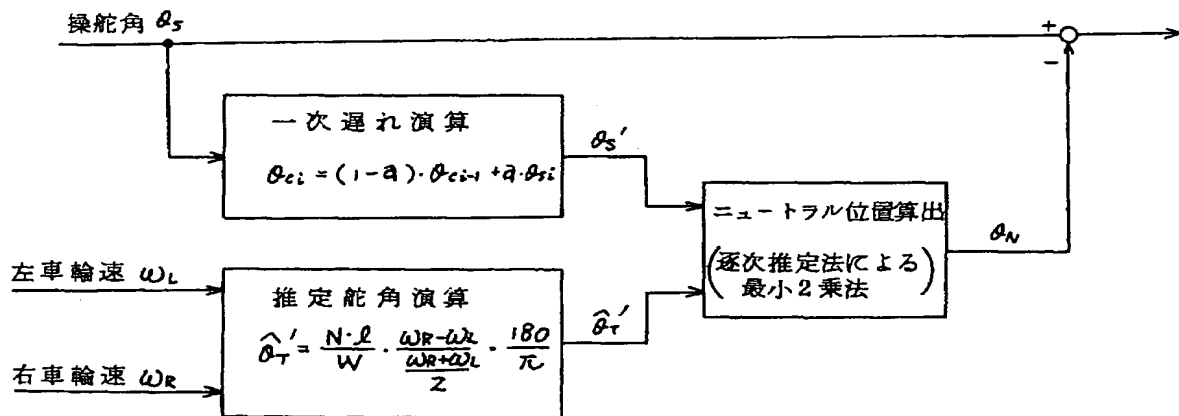 操舵角 θS
+
−
一次遅れ演算
θci = (1-a)・θci-1 + a・θsi
θS′
ニュートラル位置算出
(逐次推定法による
最小2乗法)
θN
左車輪速 ωL
右車輪速 ωR
推定舵角演算
θ̂T′ = N・l/W ・ (ωR-ωL)/((ωR+ωL)/2) ・ 180/π
θ̂T′